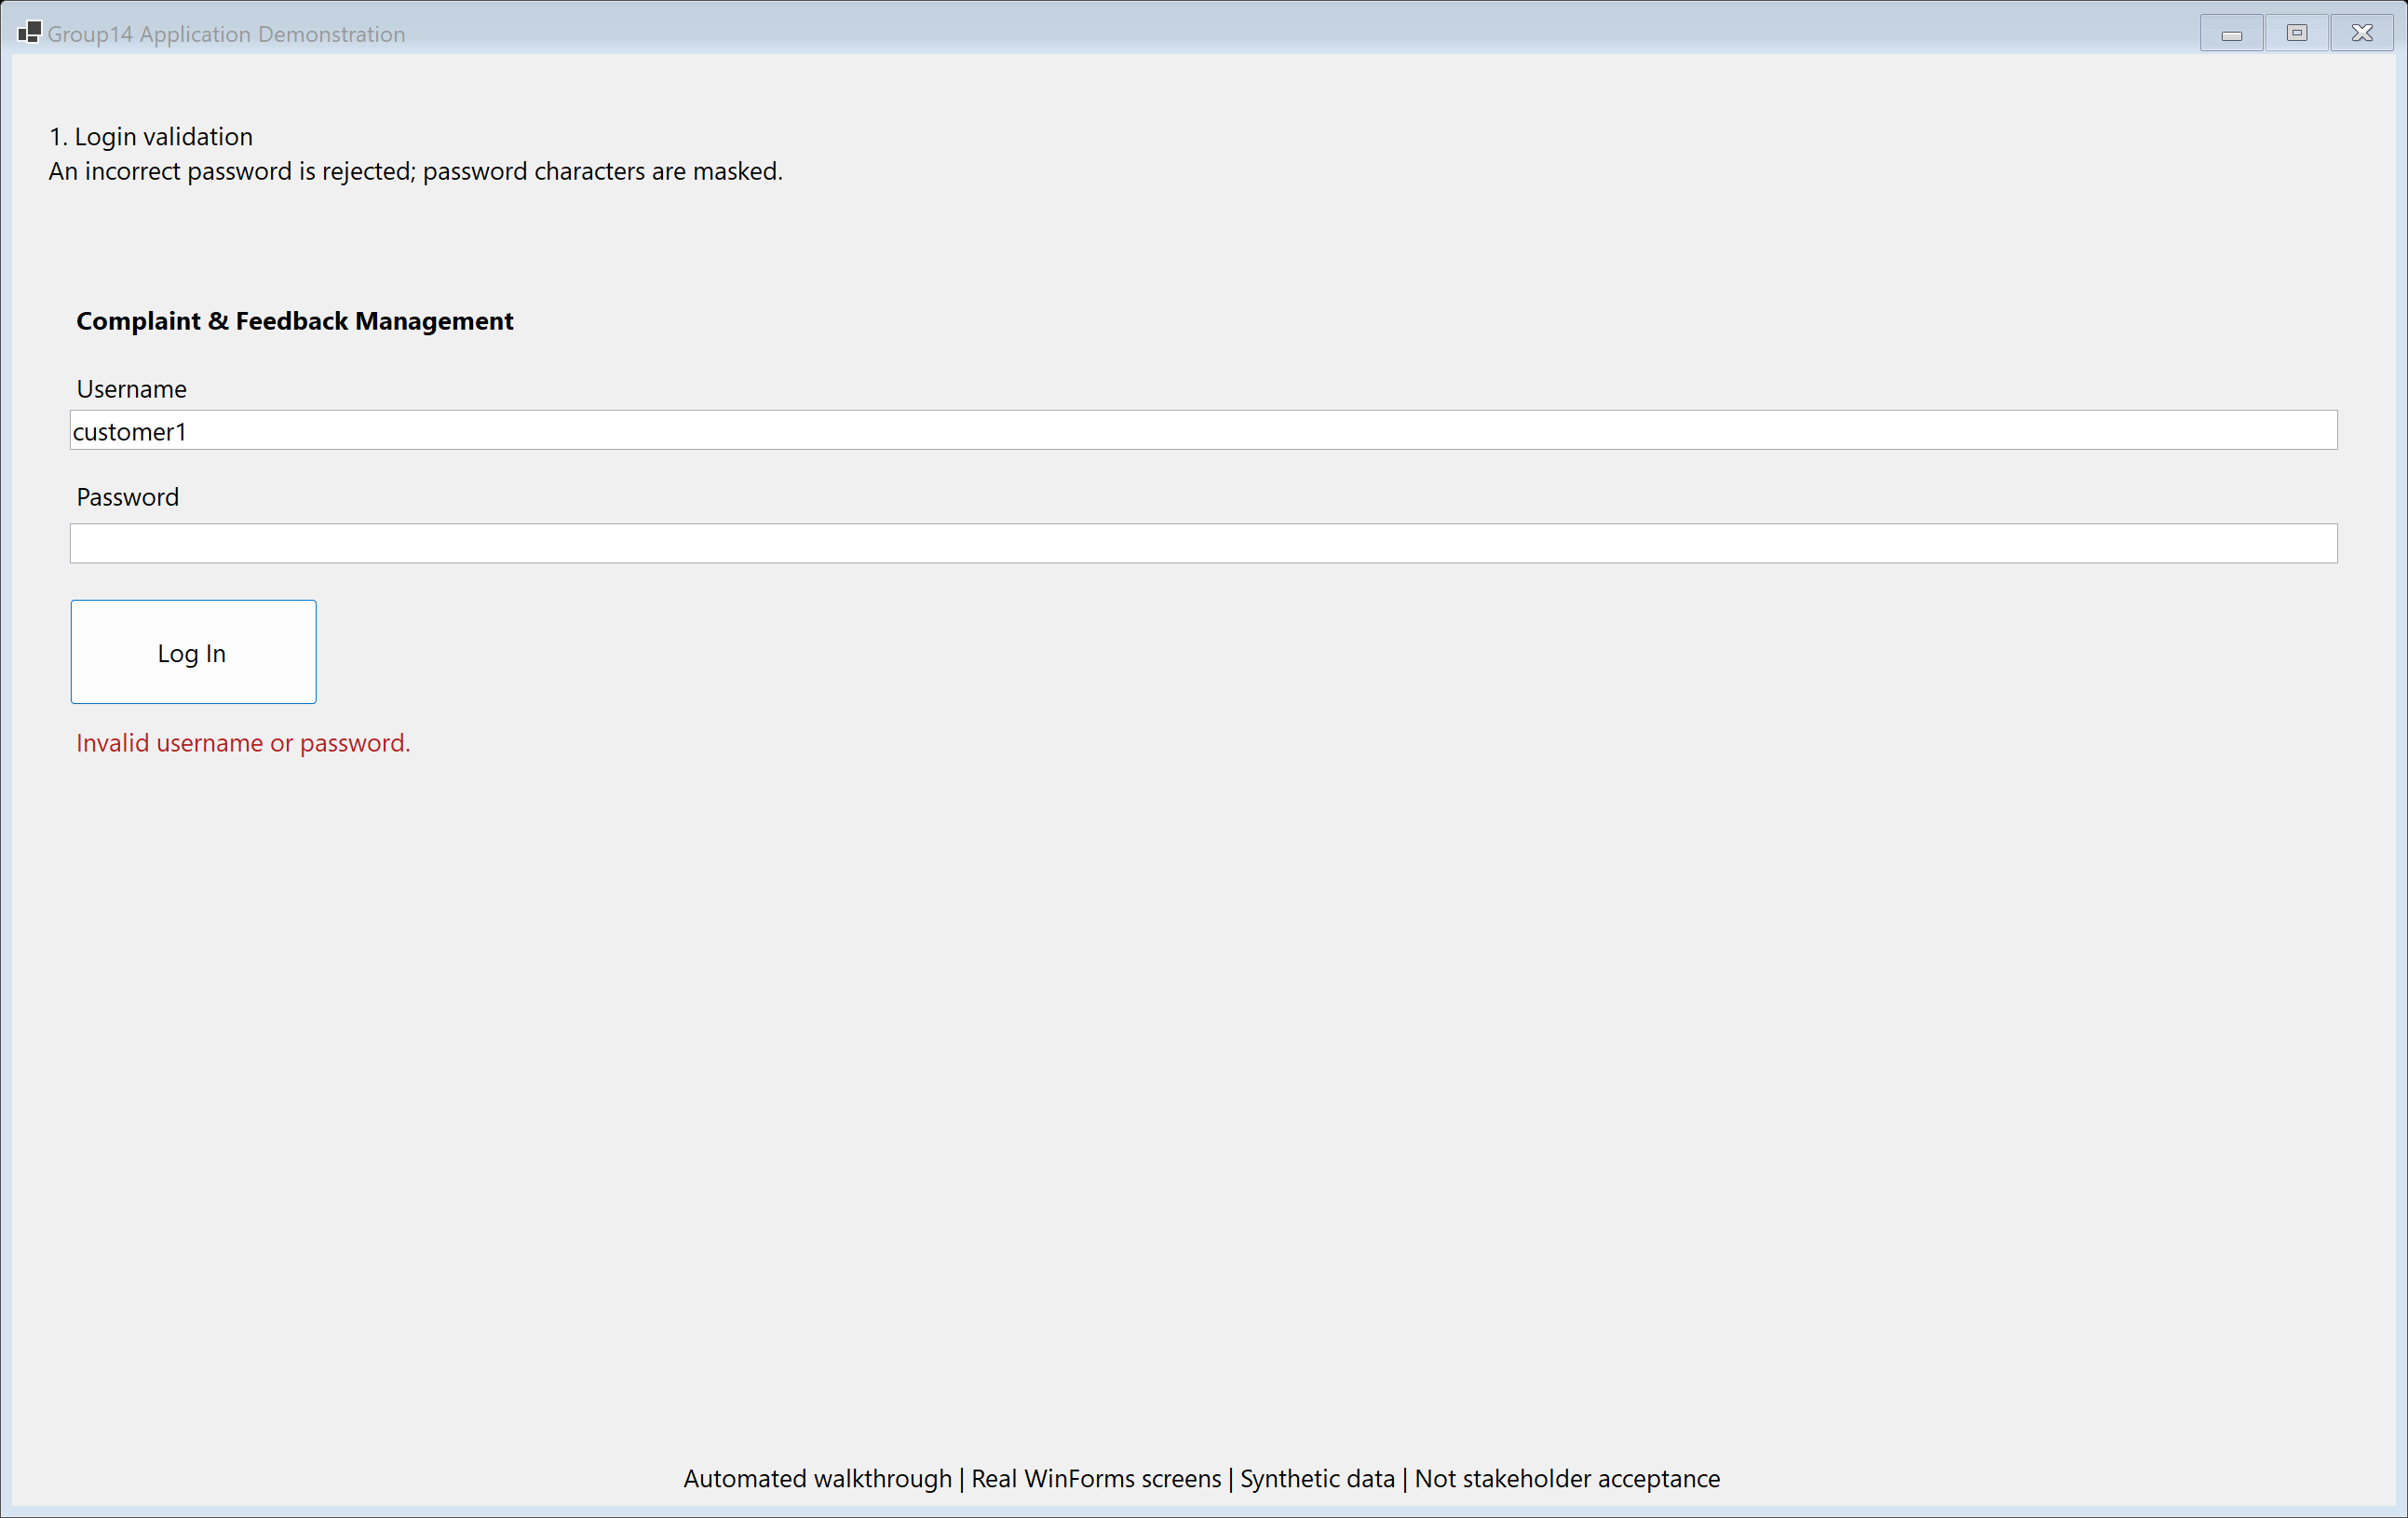 Group14 Application Demonstration
1. Login validation
An incorrect password is rejected; password characters are masked.
Complaint & Feedback Management
Username
customer1
Password
Log In
Invalid username or password.
Automated walkthrough | Real WinForms screens | Synthetic data | Not stakeholder acceptance